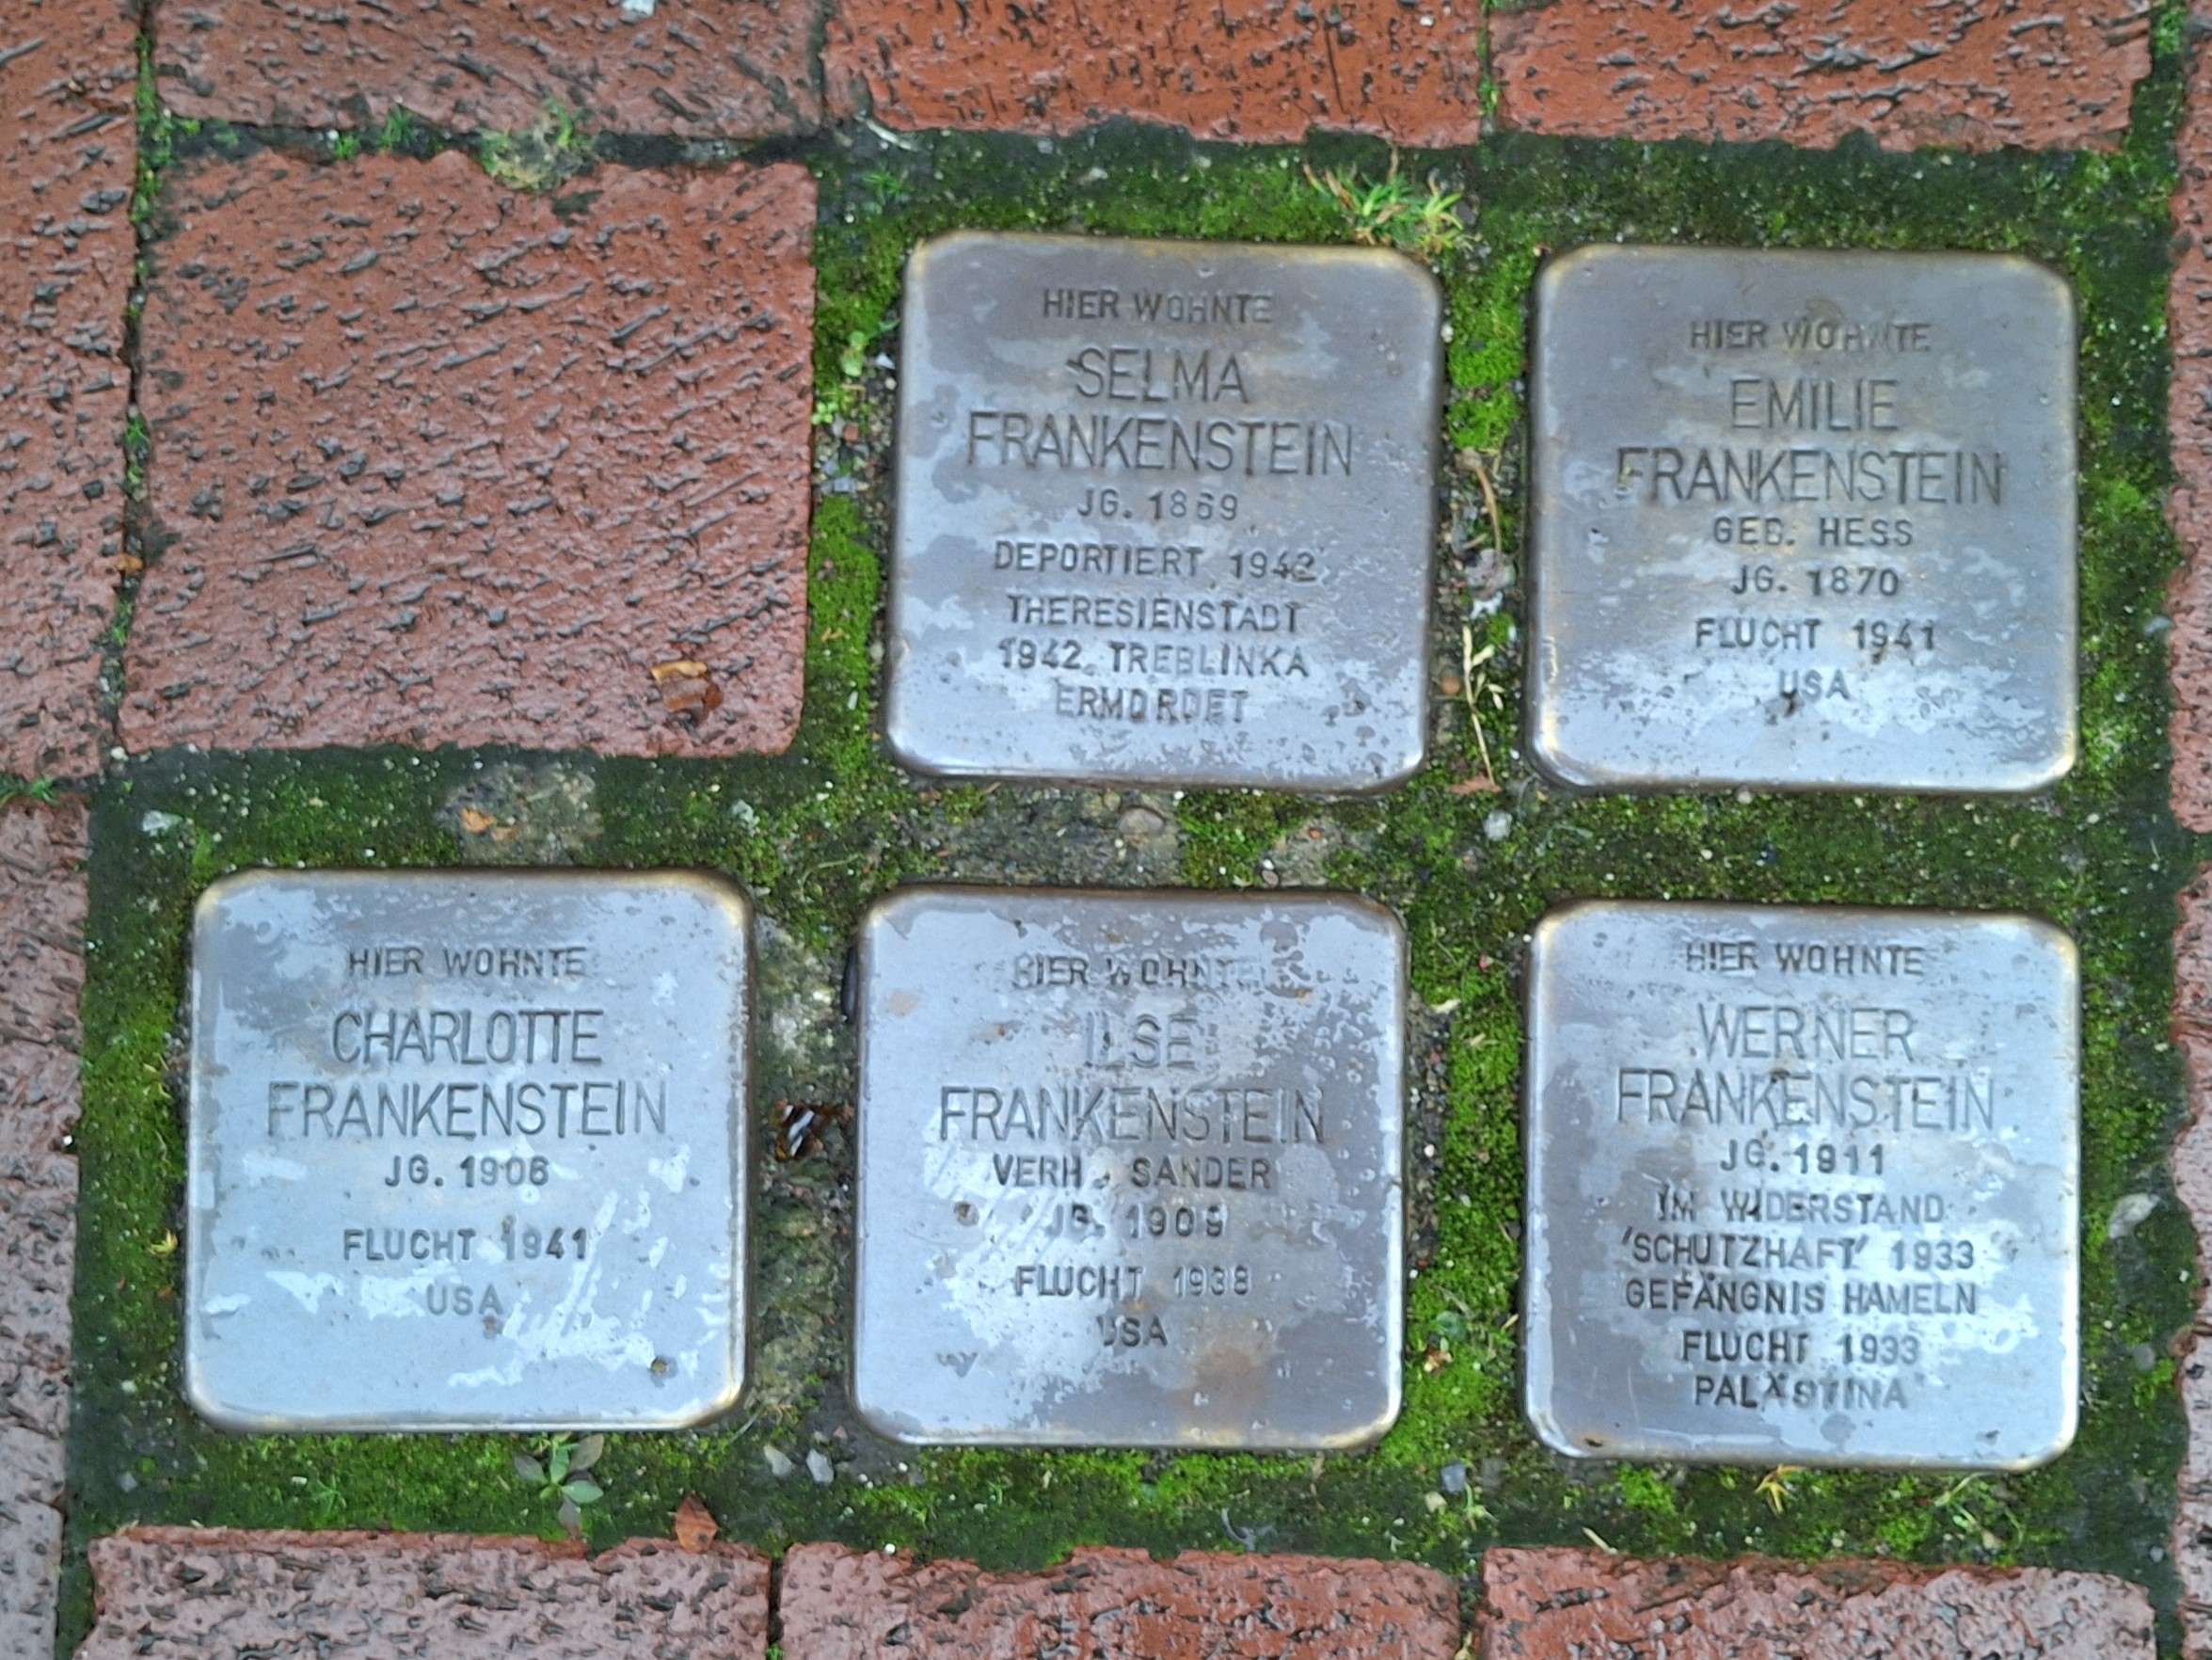 HIER WOHNTE
SELMA
FRANKENSTEIN
JG. 1869
DEPORTIERT 1942
THERESIENSTADT
1942 TREBLINKA
ERMORDET
HIER WOHNTE
EMILIE
FRANKENSTEIN
GEB. HESS
JG. 1870
FLUCHT 1941
USA
HIER WOHNTE
CHARLOTTE
FRANKENSTEIN
JG. 1906
FLUCHT 1941
USA
HIER WOHNTE
ILSE
FRANKENSTEIN
VERH. SANDER
JG. 1909
FLUCHT 1938
USA
HIER WOHNTE
WERNER
FRANKENSTEIN
JG. 1911
IM WIDERSTAND
'SCHUTZHAFT' 1933
GEFÄNGNIS HAMELN
FLUCHT 1933
PALÄSTINA